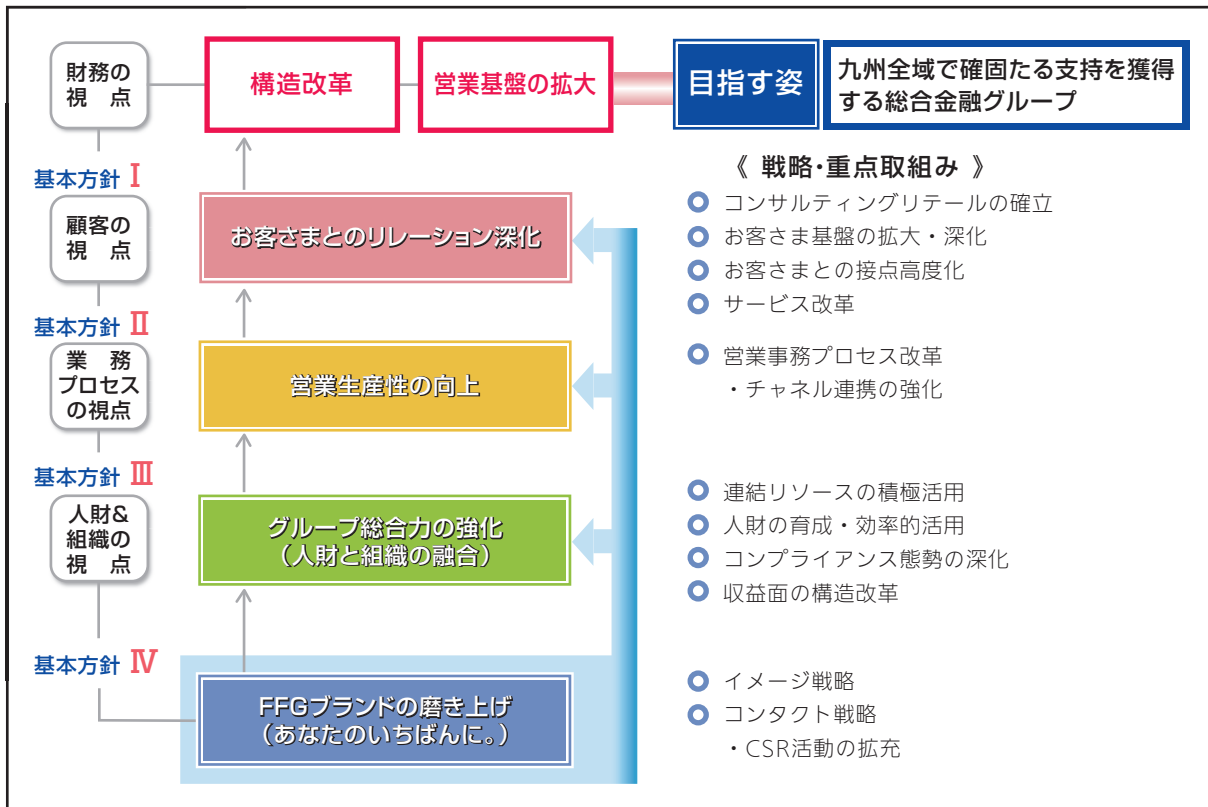 財務の
視　点
構造改革
営業基盤の拡大
目指す姿
九州全域で確固たる支持を獲得
する総合金融グループ
基本方針 Ⅰ
《 戦略・重点取組み 》
顧客の
視　点
お客さまとのリレーション深化
コンサルティングリテールの確立
お客さま基盤の拡大・深化
お客さまとの接点高度化
サービス改革
基本方針 Ⅱ
業　務
プロセス
の視点
営業生産性の向上
営業事務プロセス改革
・チャネル連携の強化
基本方針 Ⅲ
人財&
組織の
視　点
グループ総合力の強化
（人財と組織の融合）
連結リソースの積極活用
人財の育成・効率的活用
コンプライアンス態勢の深化
収益面の構造改革
基本方針 Ⅳ
FFGブランドの磨き上げ
（あなたのいちばんに。）
イメージ戦略
コンタクト戦略
・CSR活動の拡充